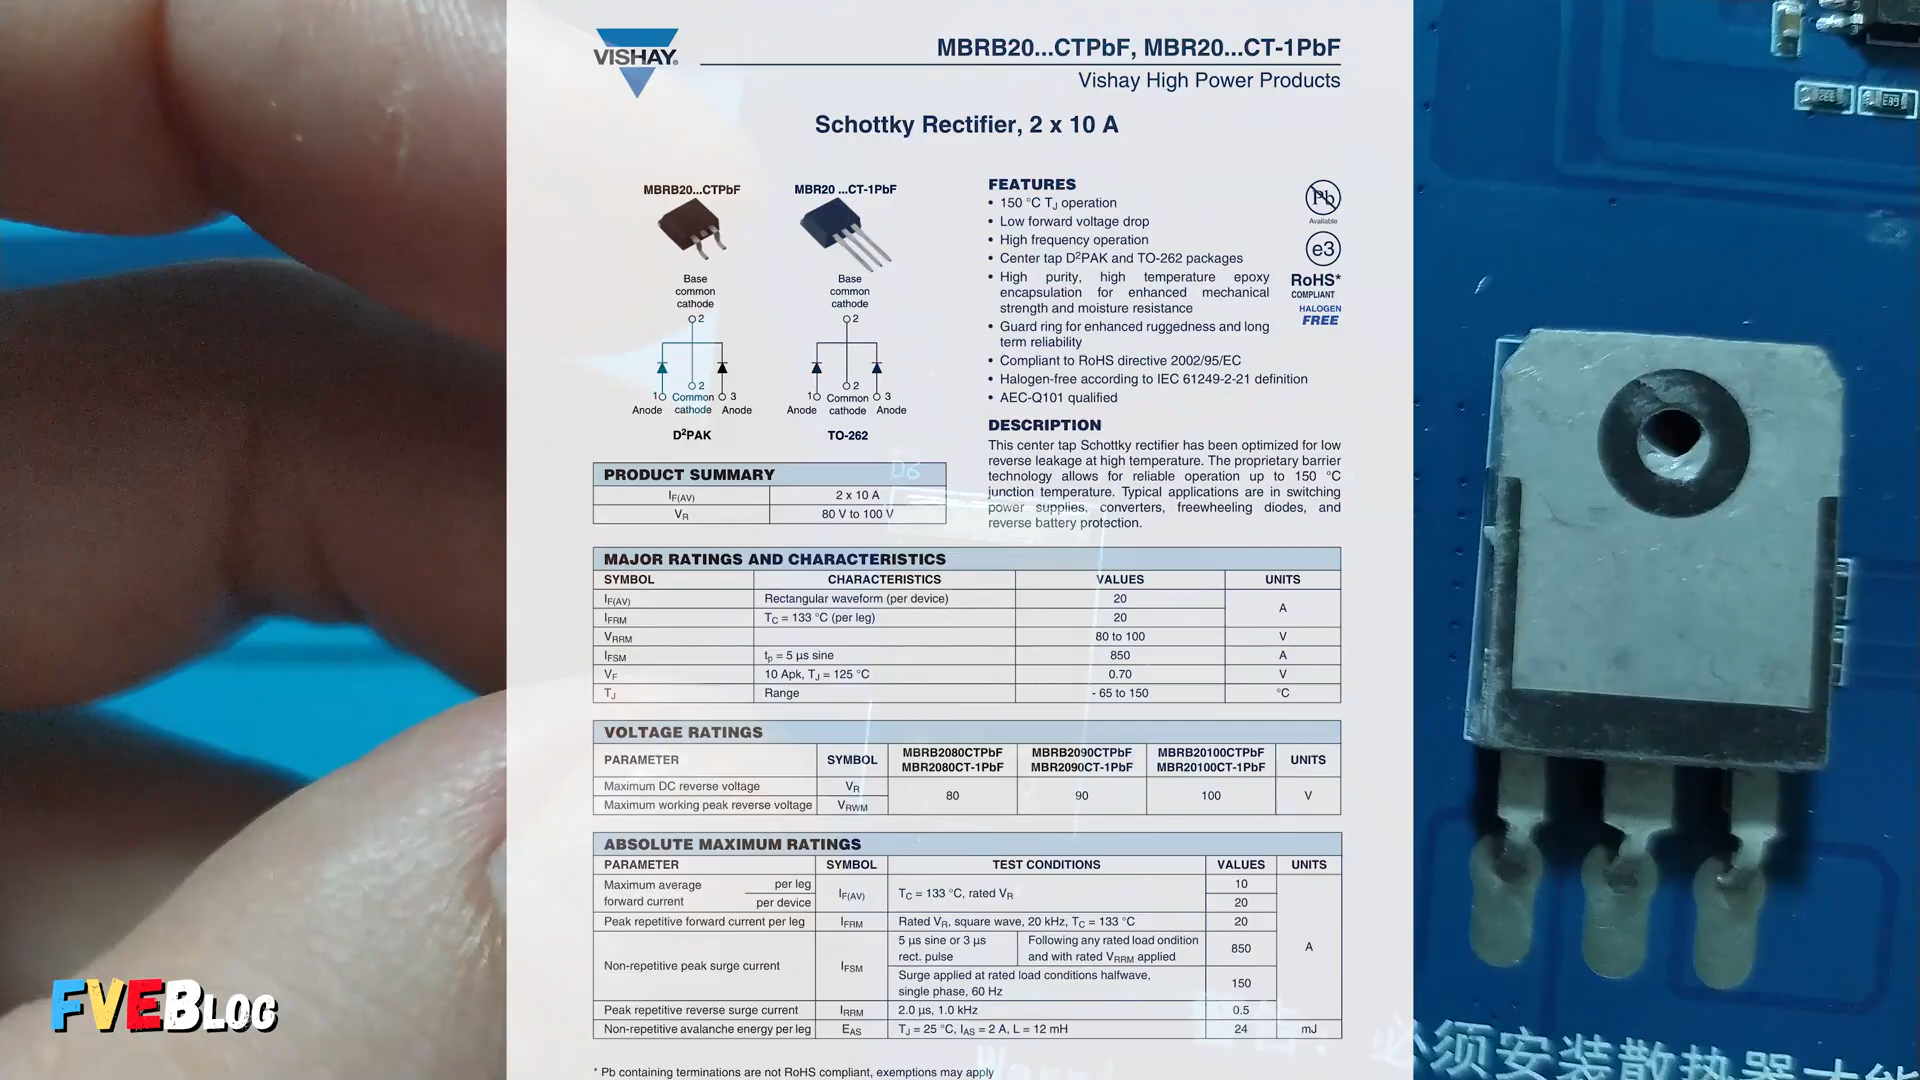 VISHAY®
MBRB20...CTPbF, MBR20...CT-1PbF
Vishay High Power Products
Schottky Rectifier, 2 x 10 A
MBRB20...CTPbF
MBR20 ...CT-1PbF
Base
common
cathode
2
2
1 Common 3
Anode cathode Anode
D²PAK
Base
common
cathode
2
2
1 Common 3
Anode cathode Anode
TO-262
FEATURES
• 150 °C TJ operation
• Low forward voltage drop
• High frequency operation
• Center tap D²PAK and TO-262 packages
• High purity, high temperature epoxy
encapsulation for enhanced mechanical
strength and moisture resistance
• Guard ring for enhanced ruggedness and long
term reliability
• Compliant to RoHS directive 2002/95/EC
• Halogen-free according to IEC 61249-2-21 definition
• AEC-Q101 qualified
Pb
Available
e3
RoHS*
COMPLIANT
HALOGEN
FREE
DESCRIPTION
This center tap Schottky rectifier has been optimized for low
reverse leakage at high temperature. The proprietary barrier
technology allows for reliable operation up to 150 °C
junction temperature. Typical applications are in switching
power supplies, converters, freewheeling diodes, and
reverse battery protection.
PRODUCT SUMMARY
IF(AV) 2 x 10 A
VR 80 V to 100 V
D6
MAJOR RATINGS AND CHARACTERISTICS
SYMBOL CHARACTERISTICS VALUES UNITS
IF(AV) Rectangular waveform (per device) 20 A
IFRM TC = 133 °C (per leg) 20
VRRM 80 to 100 V
IFSM tp = 5 µs sine 850 A
VF 10 Apk, TJ = 125 °C 0.70 V
TJ Range - 65 to 150 °C
VOLTAGE RATINGS
PARAMETER SYMBOL MBRB2080CTPbF MBRB2090CTPbF MBRB20100CTPbF UNITS
MBR2080CT-1PbF MBR2090CT-1PbF MBR20100CT-1PbF
Maximum DC reverse voltage VR 80 90 100 V
Maximum working peak reverse voltage VRWM
ABSOLUTE MAXIMUM RATINGS
PARAMETER SYMBOL TEST CONDITIONS VALUES UNITS
Maximum average per leg IF(AV) TC = 133 °C, rated VR 10 A
forward current per device 20
Peak repetitive forward current per leg IFRM Rated VR, square wave, 20 kHz, TC = 133 °C 20
Non-repetitive peak surge current IFSM 5 µs sine or 3 µs Following any rated load ondition 850
rect. pulse and with rated VRRM applied
Surge applied at rated load conditions halfwave, 150
single phase, 60 Hz
Peak repetitive reverse surge current IRRM 2.0 µs, 1.0 kHz 0.5
Non-repetitive avalanche energy per leg EAS TJ = 25 °C, IAS = 2 A, L = 12 mH 24 mJ
* Pb containing terminations are not RoHS compliant, exemptions may apply
FVEBLOG
必须安装散热器才能